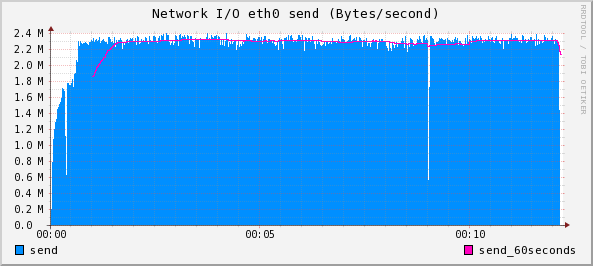 Network I/O eth0 send (Bytes/second)
RRDTOOL / TOBI OETIKER
2.4 M
2.2 M
2.0 M
1.8 M
1.6 M
1.4 M
1.2 M
1.0 M
0.8 M
0.6 M
0.4 M
0.2 M
0.0
00:00 00:05 00:10
send send_60seconds